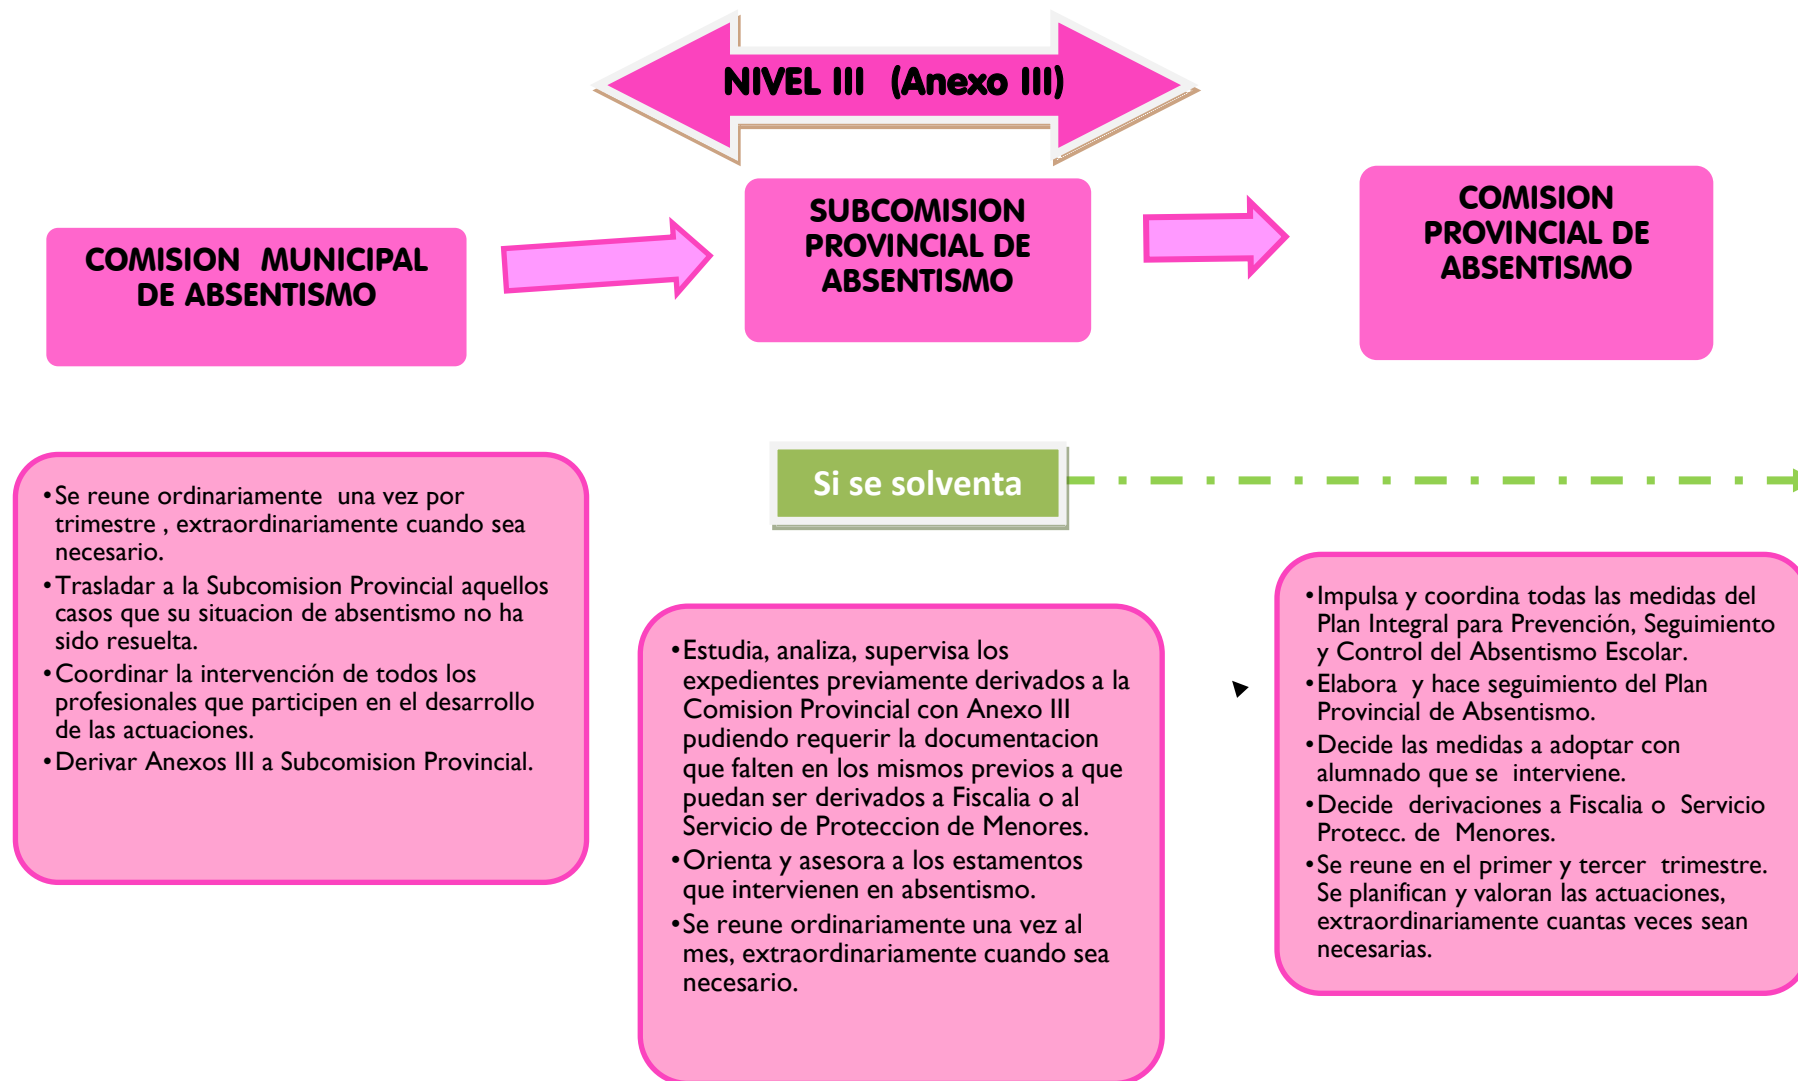 NIVEL III (Anexo III)
COMISION MUNICIPAL
DE ABSENTISMO
SUBCOMISION
PROVINCIAL DE
ABSENTISMO
COMISION
PROVINCIAL DE
ABSENTISMO
Si se solventa
•Se reune ordinariamente una vez por
trimestre , extraordinariamente cuando sea
necesario.
•Trasladar a la Subcomision Provincial aquellos
casos que su situacion de absentismo no ha
sido resuelta.
•Coordinar la intervención de todos los
profesionales que participen en el desarrollo
de las actuaciones.
•Derivar Anexos III a Subcomision Provincial.
•Estudia, analiza, supervisa los
expedientes previamente derivados a la
Comision Provincial con Anexo III
pudiendo requerir la documentacion
que falten en los mismos previos a que
puedan ser derivados a Fiscalia o al
Servicio de Proteccion de Menores.
•Orienta y asesora a los estamentos
que intervienen en absentismo.
•Se reune ordinariamente una vez al
mes, extraordinariamente cuando sea
necesario.
•Impulsa y coordina todas las medidas del
Plan Integral para Prevención, Seguimiento
y Control del Absentismo Escolar.
•Elabora y hace seguimiento del Plan
Provincial de Absentismo.
•Decide las medidas a adoptar con
alumnado que se interviene.
•Decide derivaciones a Fiscalia o Servicio
Protecc. de Menores.
•Se reune en el primer y tercer trimestre.
Se planifican y valoran las actuaciones,
extraordinariamente cuantas veces sean
necesarias.